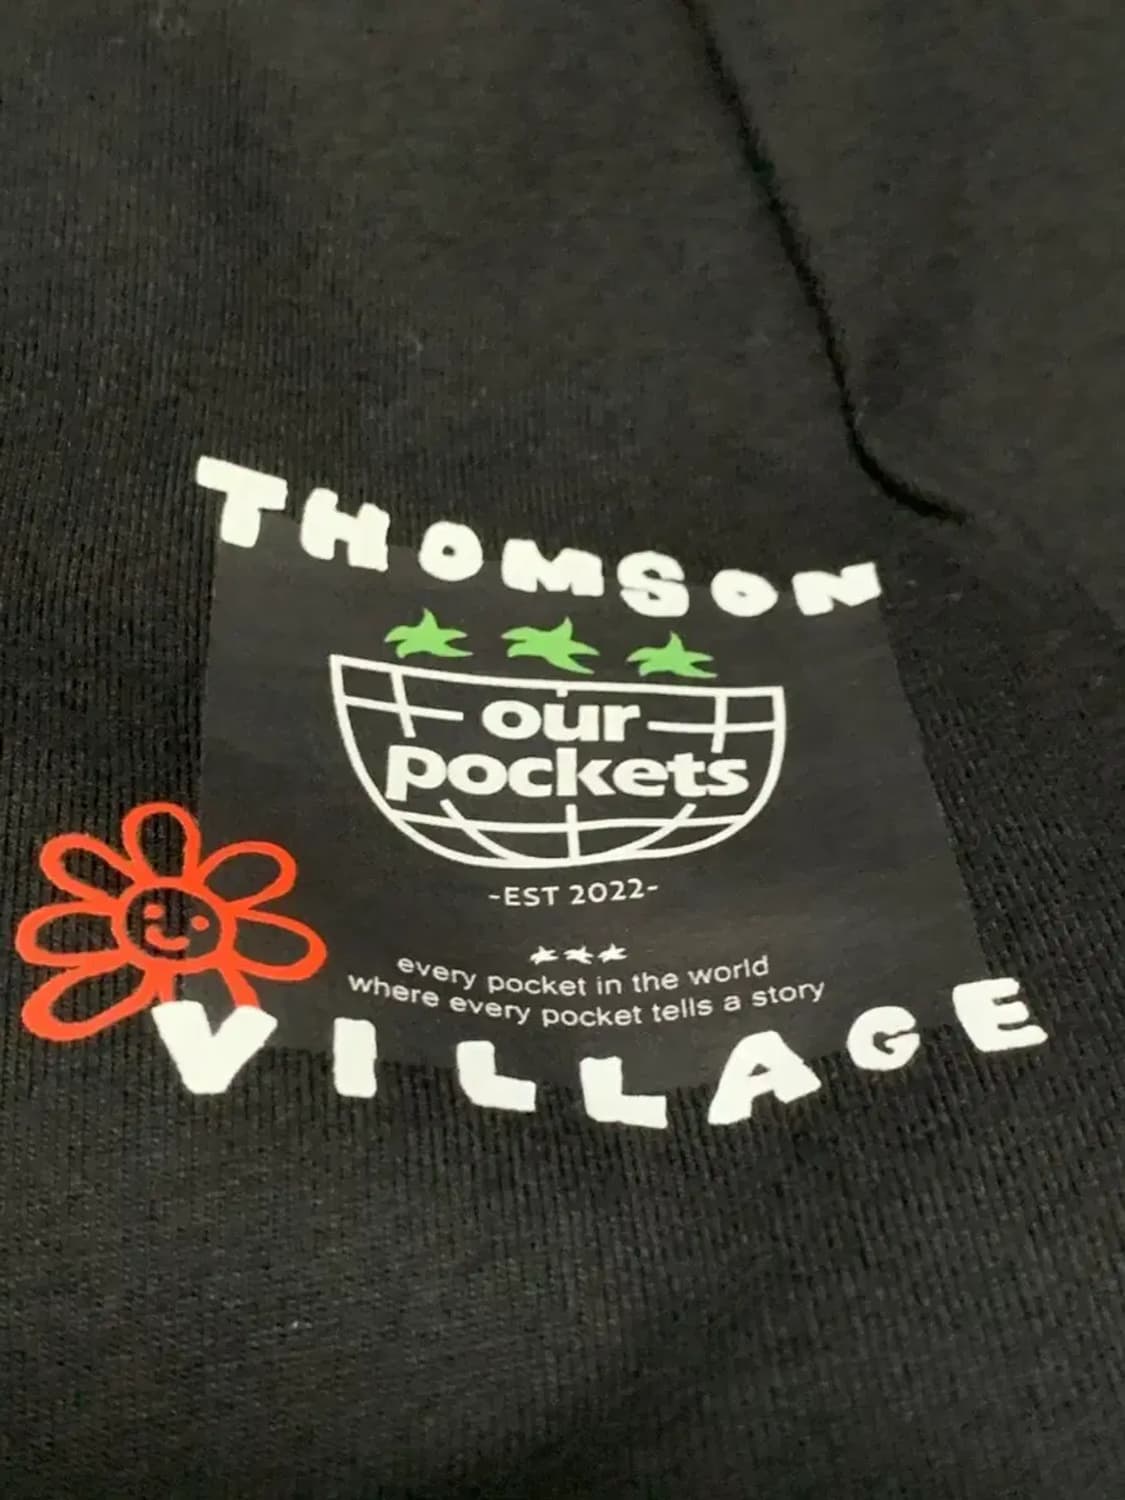 THOMSON
our
pockets
-EST 2022-
every pocket in the world
where every pocket tells a story
VILLAGE